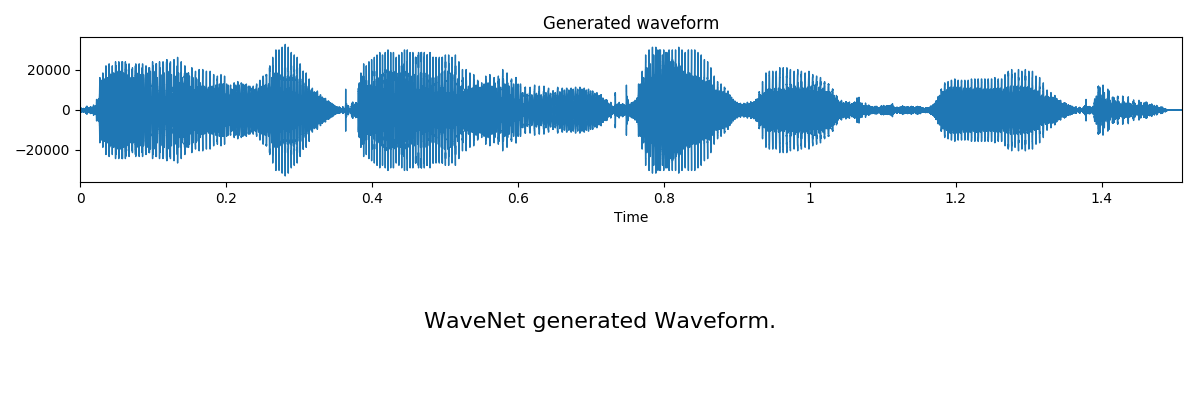 Generated waveform
20000
0
−20000
0 0.2 0.4 0.6 0.8 1 1.2 1.4
Time
WaveNet generated Waveform.